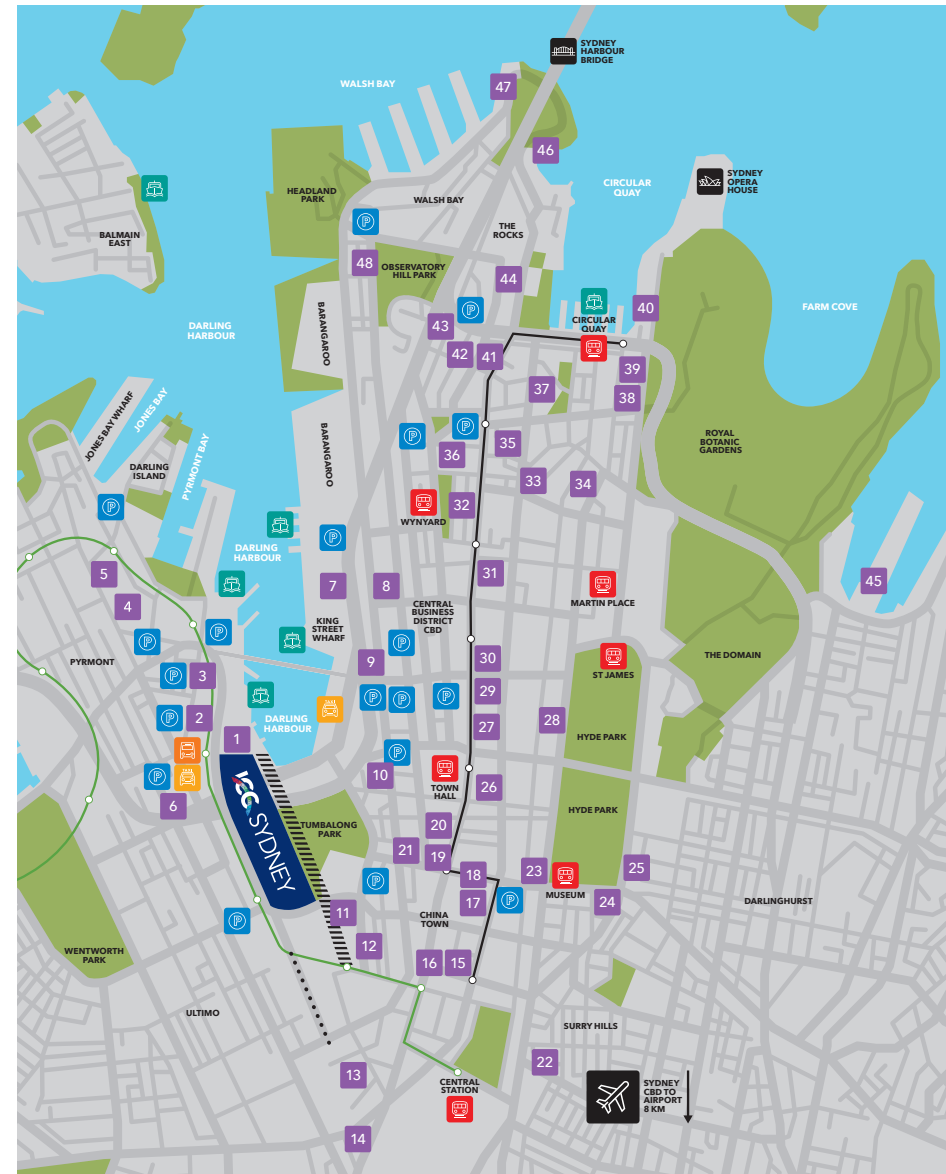 SYDNEY
HARBOUR
BRIDGE
WALSH BAY
47
46
CIRCULAR
QUAY
SYDNEY
OPERA
HOUSE
HEADLAND
PARK
WALSH BAY
BALMAIN
EAST
P
THE
ROCKS
48
OBSERVATORY
HILL PARK
44
BARANGAROO
P
40
FARM COVE
DARLING
HARBOUR
43
CIRCULAR
QUAY
42
41
39
37
38
JONES BAY WHARF
JONES BAY
BARANGAROO
P
P
35
ROYAL
BOTANIC
GARDENS
36
DARLING
ISLAND
PYRMONT BAY
33
34
P
32
WYNYARD
DARLING
HARBOUR
P
5
7
8
31
MARTIN PLACE
45
4
KING
STREET
WHARF
CENTRAL
BUSINESS
DISTRICT
CBD
P
P
P
PYRMONT
9
30
ST JAMES
THE DOMAIN
3
P
29
P
P
P
2
P
DARLING
HARBOUR
27
28
HYDE PARK
1
P
10
TOWN
HALL
26
P
6
ICC SYDNEY
TUMBALONG
PARK
HYDE PARK
20
21
19
18
23
25
P
MUSEUM
17
P
24
DARLINGHURST
11
CHINA
TOWN
P
12
WENTWORTH
PARK
16
15
ULTIMO
SURRY HILLS
22
13
CENTRAL
STATION
SYDNEY
CBD TO
AIRPORT
8 KM
14